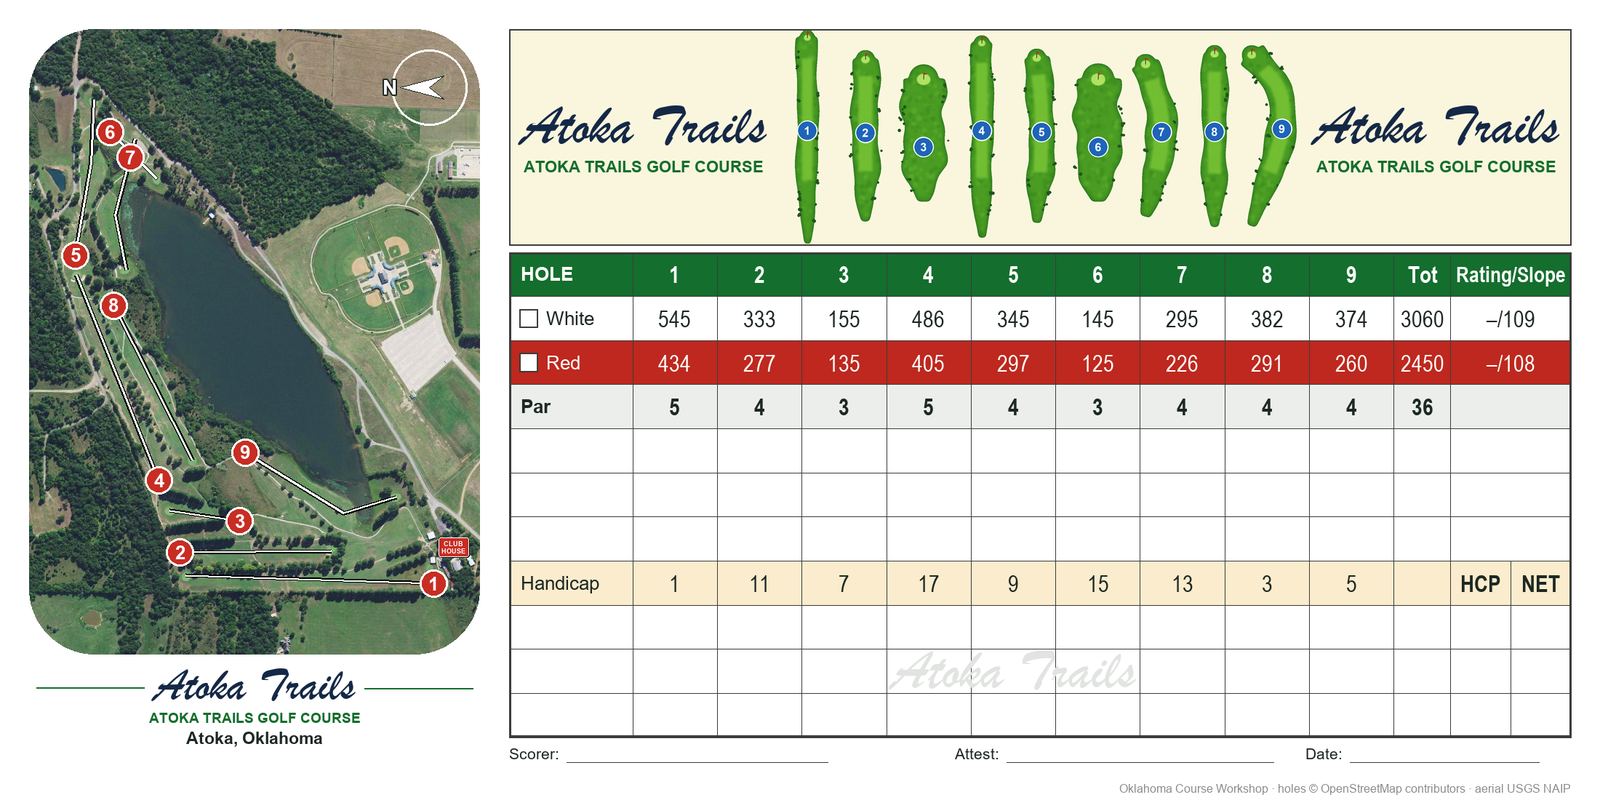 N
6
7
5
8
9
4
3
2
CLUB
HOUSE
1
Atoka Trails
ATOKA TRAILS GOLF COURSE
Atoka, Oklahoma
Atoka Trails
ATOKA TRAILS GOLF COURSE
1 2 3 4 5 6 7 8 9
Atoka Trails
ATOKA TRAILS GOLF COURSE
HOLE 1 2 3 4 5 6 7 8 9 Tot Rating/Slope
White 545 333 155 486 345 145 295 382 374 3060 –/109
Red 434 277 135 405 297 125 226 291 260 2450 –/108
Par 5 4 3 5 4 3 4 4 4 36
Handicap 1 11 7 17 9 15 13 3 5 HCP NET
Atoka Trails
Scorer: Attest: Date:
Oklahoma Course Workshop · holes © OpenStreetMap contributors · aerial USGS NAIP